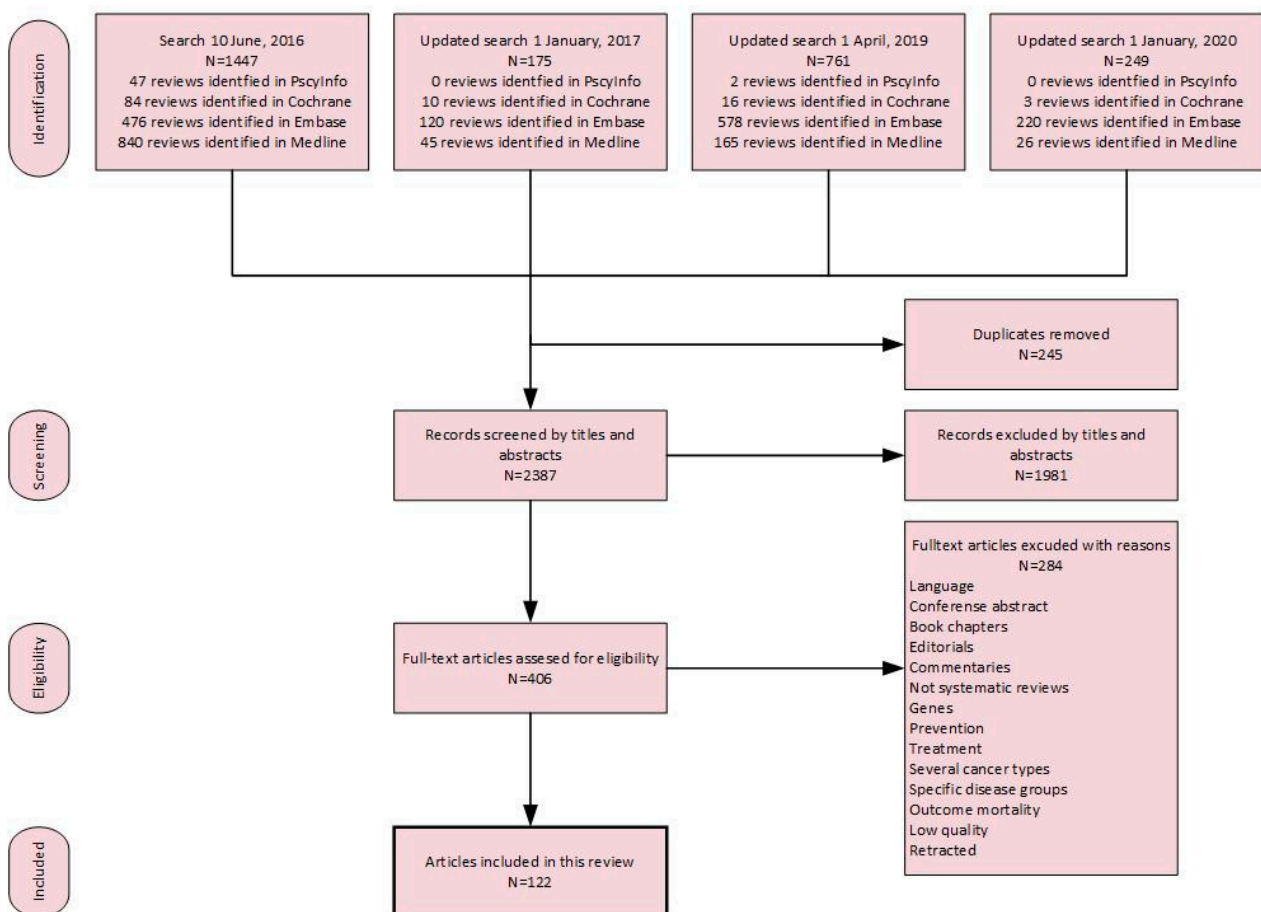 Identification
Search 10 June, 2016
N=1447
47 reviews identfied in PscyInfo
84 reviews identified in Cochrane
476 reviews identified in Embase
840 reviews identified in Medline
Updated search 1 January, 2017
N=175
0 reviews identfied in PscyInfo
10 reviews identified in Cochrane
120 reviews identified in Embase
45 reviews identified in Medline
Updated search 1 April, 2019
N=761
2 reviews identfied in PscyInfo
16 reviews identified in Cochrane
578 reviews identified in Embase
165 reviews identified in Medline
Updated search 1 January, 2020
N=249
0 reviews identfied in PscyInfo
3 reviews identified in Cochrane
220 reviews identified in Embase
26 reviews identified in Medline
Duplicates removed
N=245
Screening
Records screened by titles and
abstracts
N=2387
Records excluded by titles and
abstracts
N=1981
Eligibility
Full-text articles assesed for eligibility
N=406
Fulltext articles excuded with reasons
N=284
Language
Conferense abstract
Book chapters
Editorials
Commentaries
Not systematic reviews
Genes
Prevention
Treatment
Several cancer types
Specific disease groups
Outcome mortality
Low quality
Retracted
Included
Articles included in this review
N=122